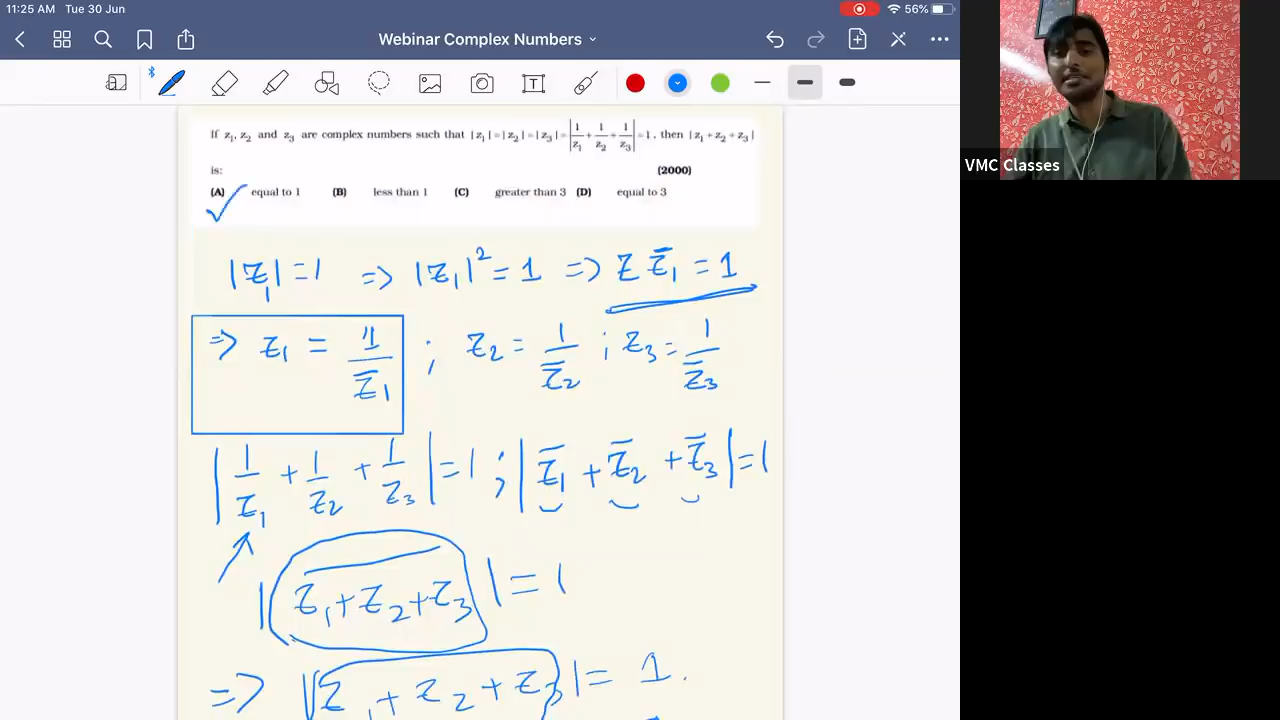 11:25 AM Tue 30 Jun
56%
Webinar Complex Numbers
VMC Classes
If z₁, z₂ and z₃ are complex numbers such that |z₁|=|z₂|=|z₃|=|1/z₁+1/z₂+1/z₃|=1, then |z₁+z₂+z₃|
is: (2000)
(A) equal to 1 (B) less than 1 (C) greater than 3 (D) equal to 3
|z₁|=1 => |z₁|²=1 => z z̄₁=1
=> z₁ = 1/z̄₁ ; z₂ = 1/z̄₂ ; z₃ = 1/z̄₃
|1/z₁ + 1/z₂ + 1/z₃| = 1 ; |z̄₁ + z̄₂ + z̄₃| = 1
|z̅₁̅+̅z̅₂̅+̅z̅₃̅| = 1
=> |z₁ + z₂ + z₃| = 1.